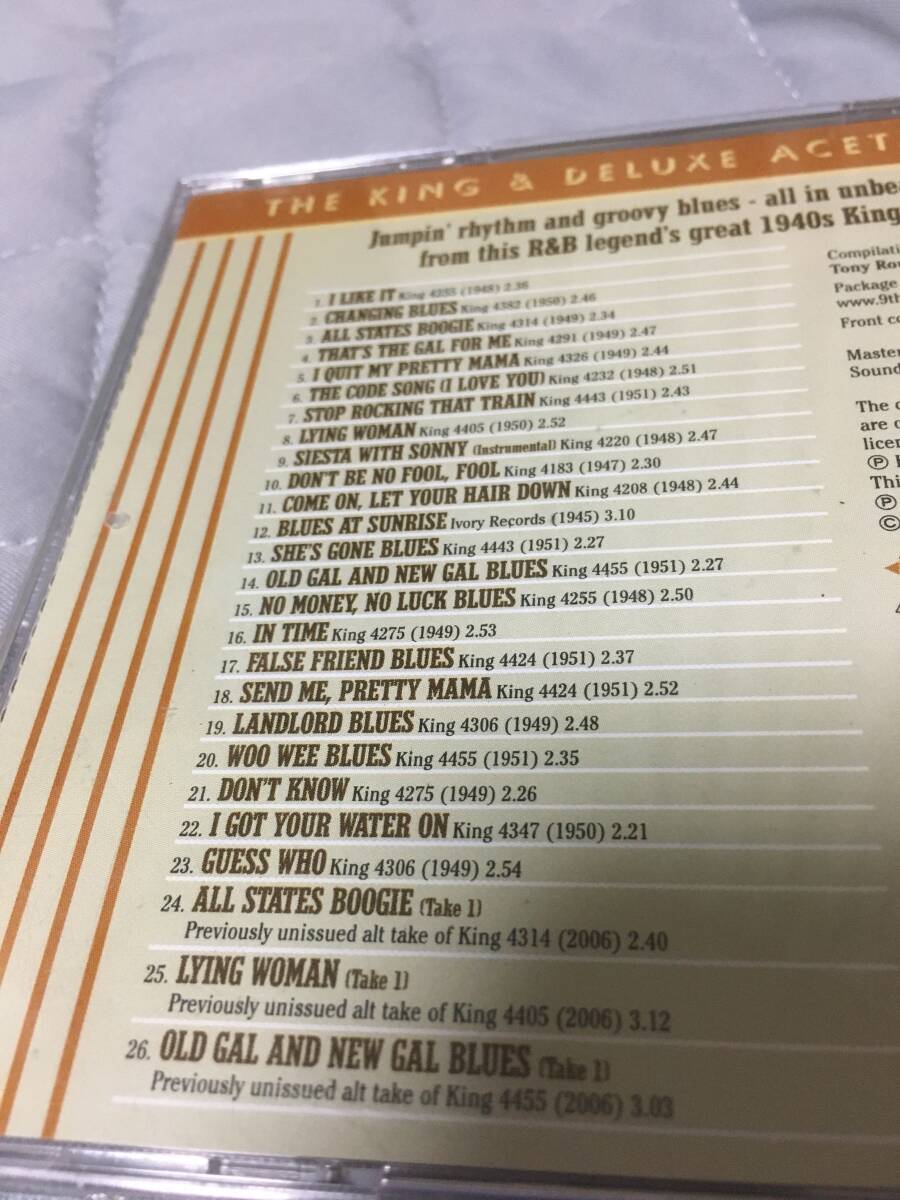 THE KING & DELUXE ACET
Jumpin' rhythm and groovy blues - all in unbea
from this R&B legend's great 1940s King
1. I LIKE IT King 4255 (1948) 2.36
2. CHANGING BLUES King 4382 (1950) 2.46
3. ALL STATES BOOGIE King 4314 (1949) 2.34
4. THAT'S THE GAL FOR ME King 4291 (1949) 2.47
5. I QUIT MY PRETTY MAMA King 4326 (1949) 2.44
6. THE CODE SONG (I LOVE YOU) King 4232 (1948) 2.51
7. STOP ROCKING THAT TRAIN King 4443 (1951) 2.43
8. LYING WOMAN King 4405 (1950) 2.52
9. SIESTA WITH SONNY (Instrumental) King 4220 (1948) 2.47
10. DON'T BE NO FOOL, FOOL King 4183 (1947) 2.30
11. COME ON, LET YOUR HAIR DOWN King 4208 (1948) 2.44
12. BLUES AT SUNRISE Ivory Records (1945) 3.10
13. SHE'S GONE BLUES King 4443 (1951) 2.27
14. OLD GAL AND NEW GAL BLUES King 4455 (1951) 2.27
15. NO MONEY, NO LUCK BLUES King 4255 (1948) 2.50
16. IN TIME King 4275 (1949) 2.53
17. FALSE FRIEND BLUES King 4424 (1951) 2.37
18. SEND ME, PRETTY MAMA King 4424 (1951) 2.52
19. LANDLORD BLUES King 4306 (1949) 2.48
20. WOO WEE BLUES King 4455 (1951) 2.35
21. DON'T KNOW King 4275 (1949) 2.26
22. I GOT YOUR WATER ON King 4347 (1950) 2.21
23. GUESS WHO King 4306 (1949) 2.54
24. ALL STATES BOOGIE (Take 1)
Previously unissued alt take of King 4314 (2006) 2.40
25. LYING WOMAN (Take 1)
Previously unissued alt take of King 4405 (2006) 3.12
26. OLD GAL AND NEW GAL BLUES (Take 1)
Previously unissued alt take of King 4455 (2006) 3.03
Compilati
Tony Rou
Package
www.9th
Front co
Master
Sound
The c
are c
licen
Ⓟ
Thi
Ⓟ
©